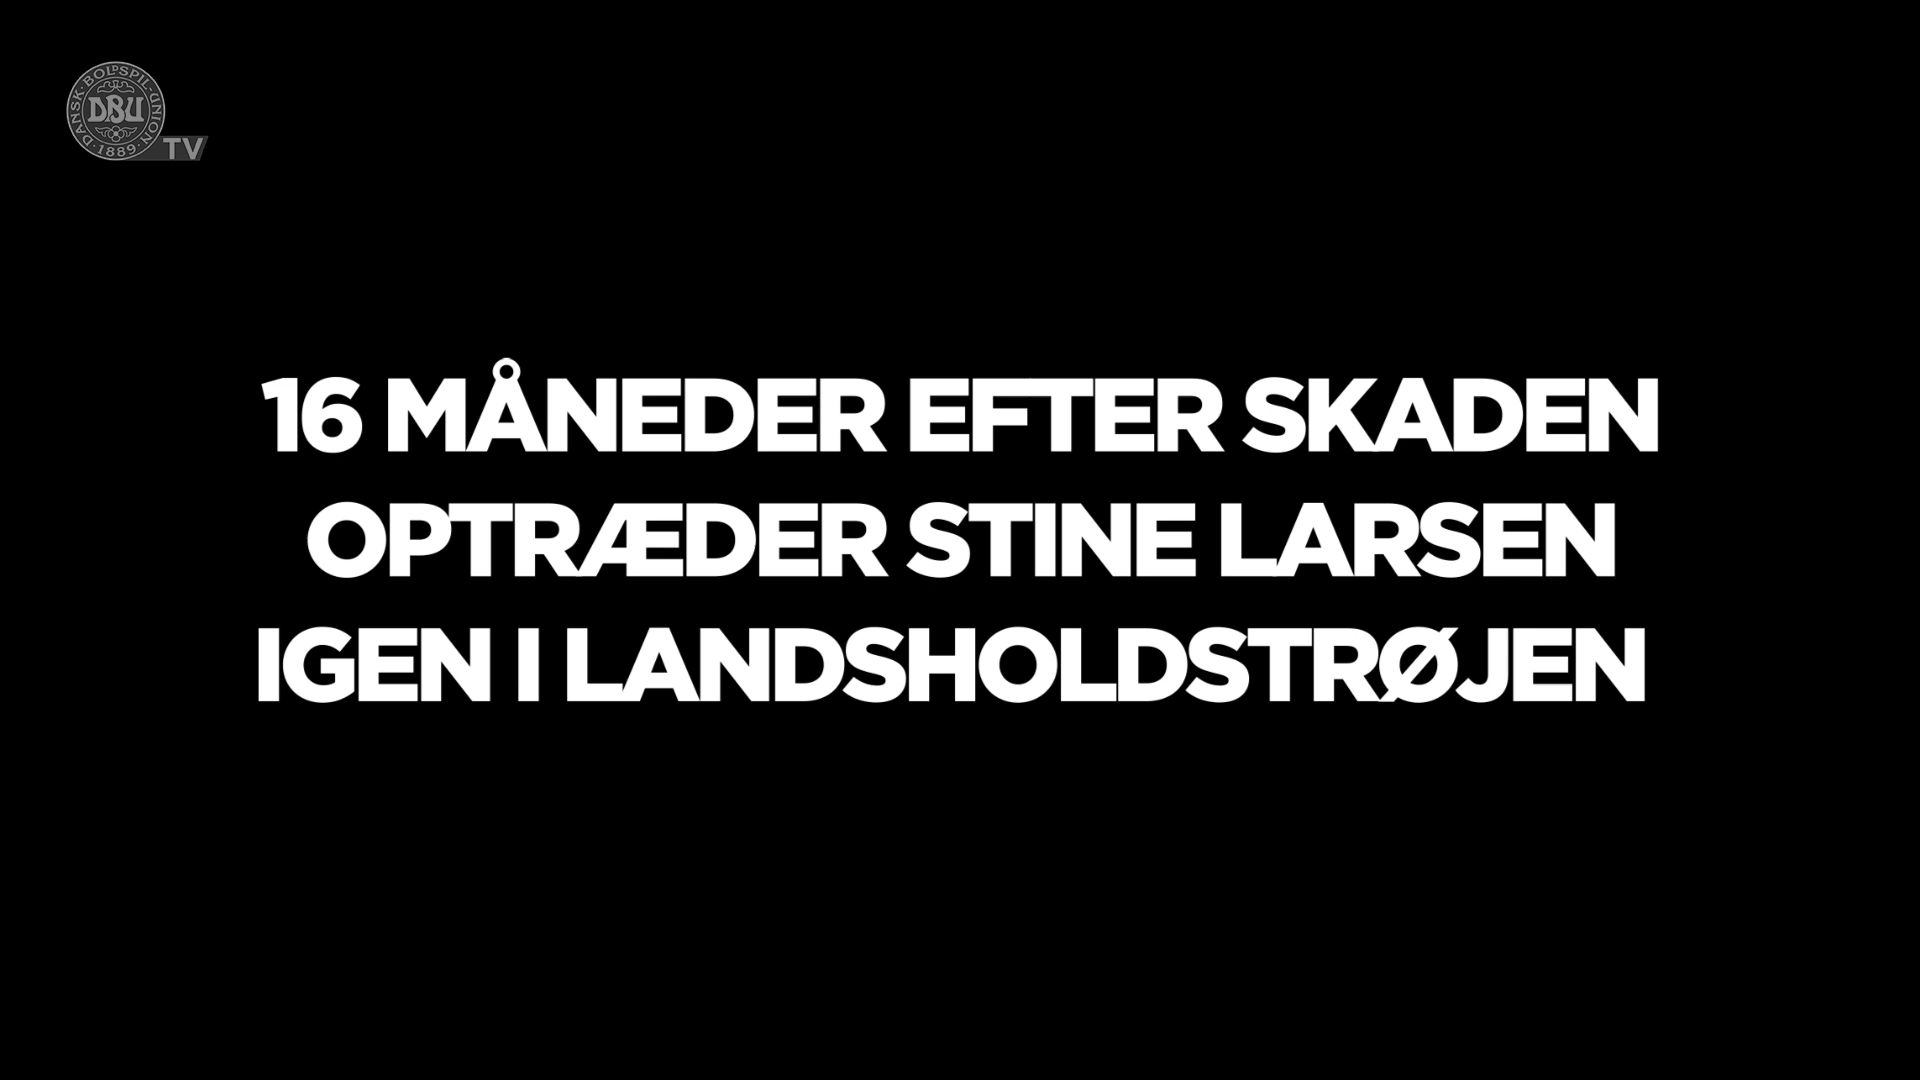 DANSK · BOLDSPIL · UNION
DBU
· 1889 ·
TV
16 MÅNEDER EFTER SKADEN
OPTRÆDER STINE LARSEN
IGEN I LANDSHOLDSTRØJEN